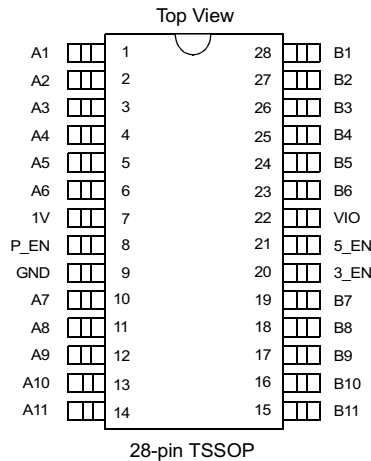 Top View
A1 1 28 B1
A2 2 27 B2
A3 3 26 B3
A4 4 25 B4
A5 5 24 B5
A6 6 23 B6
1V 7 22 VIO
P_EN 8 21 5_EN
GND 9 20 3_EN
A7 10 19 B7
A8 11 18 B8
A9 12 17 B9
A10 13 16 B10
A11 14 15 B11
28-pin TSSOP